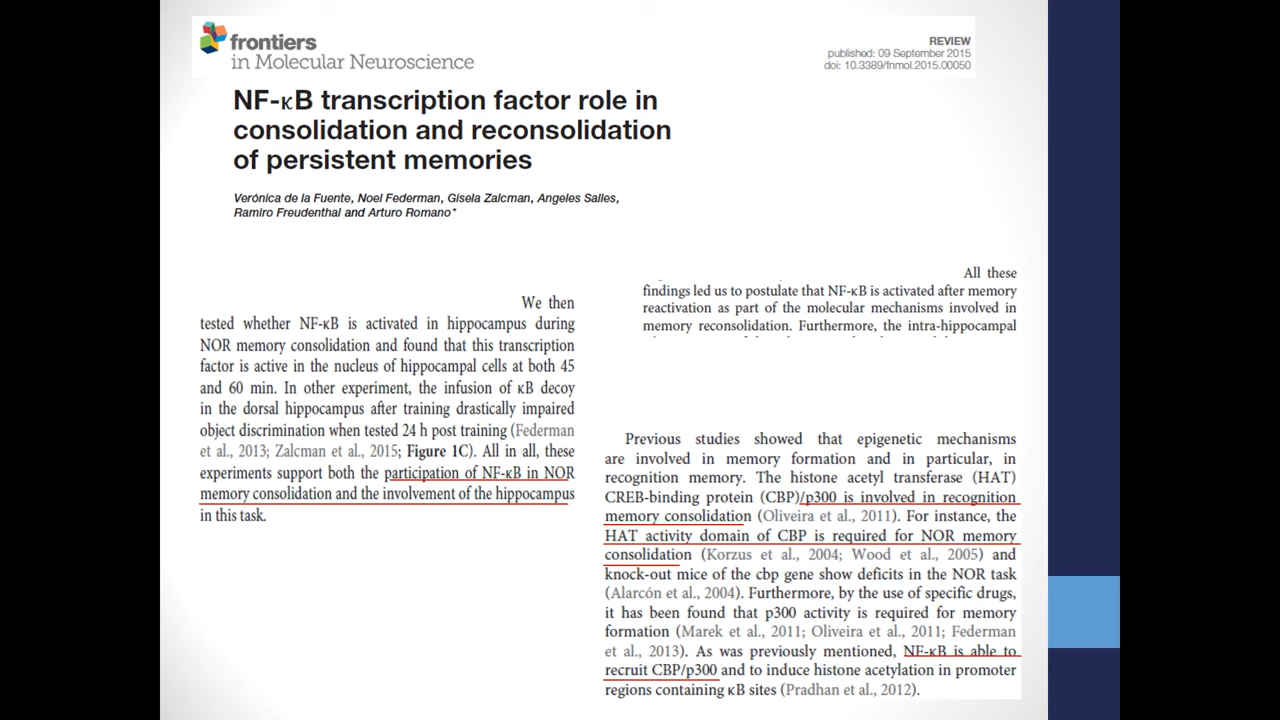 frontiers
in Molecular Neuroscience
REVIEW
published: 09 September 2015
doi: 10.3389/fnmol.2015.00050
NF-κB transcription factor role in
consolidation and reconsolidation
of persistent memories
Verónica de la Fuente, Noel Federman, Gisela Zalcman, Angeles Salles,
Ramiro Freudenthal and Arturo Romano*
We then
tested whether NF-κB is activated in hippocampus during
NOR memory consolidation and found that this transcription
factor is active in the nucleus of hippocampal cells at both 45
and 60 min. In other experiment, the infusion of κB decoy
in the dorsal hippocampus after training drastically impaired
object discrimination when tested 24 h post training (Federman
et al., 2013; Zalcman et al., 2015; Figure 1C). All in all, these
experiments support both the participation of NF-κB in NOR
memory consolidation and the involvement of the hippocampus
in this task.
All these
findings led us to postulate that NF-κB is activated after memory
reactivation as part of the molecular mechanisms involved in
memory reconsolidation. Furthermore, the intra-hippocampal
Previous studies showed that epigenetic mechanisms
are involved in memory formation and in particular, in
recognition memory. The histone acetyl transferase (HAT)
CREB-binding protein (CBP)/p300 is involved in recognition
memory consolidation (Oliveira et al., 2011). For instance, the
HAT activity domain of CBP is required for NOR memory
consolidation (Korzus et al., 2004; Wood et al., 2005) and
knock-out mice of the cbp gene show deficits in the NOR task
(Alarcón et al., 2004). Furthermore, by the use of specific drugs,
it has been found that p300 activity is required for memory
formation (Marek et al., 2011; Oliveira et al., 2011; Federman
et al., 2013). As was previously mentioned, NF-κB is able to
recruit CBP/p300 and to induce histone acetylation in promoter
regions containing κB sites (Pradhan et al., 2012).